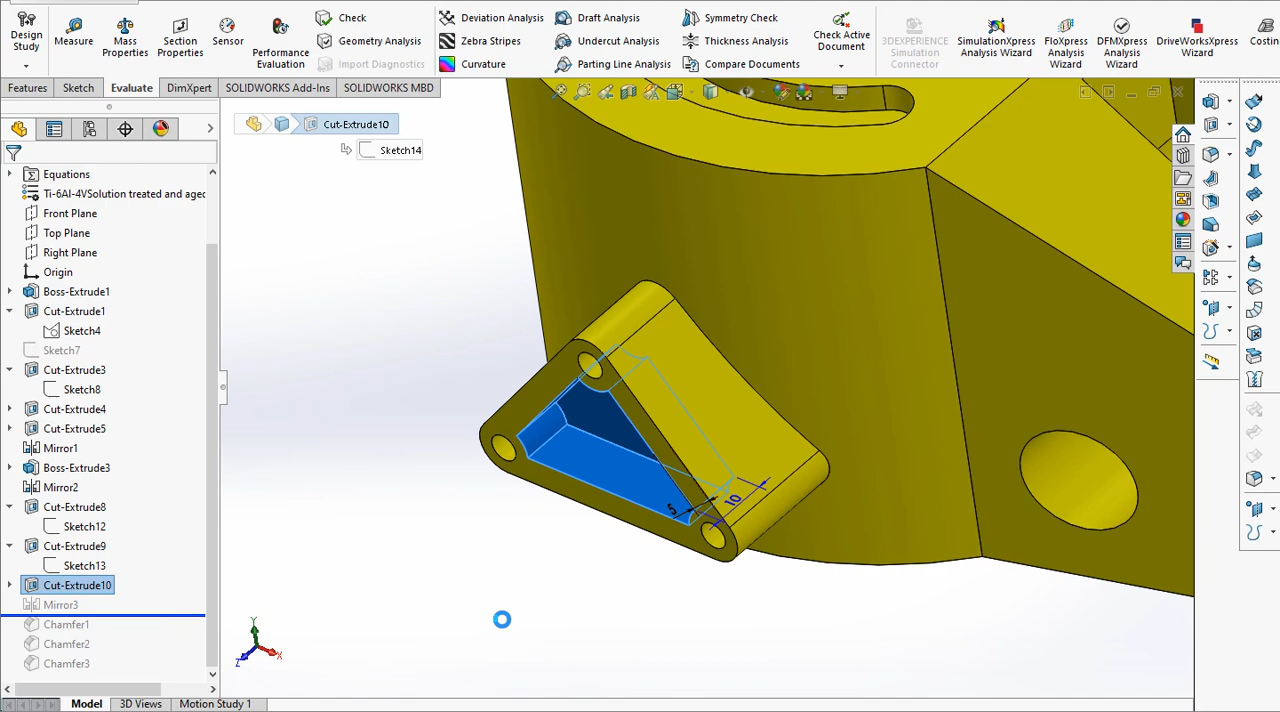 Design Study
Measure
Mass Properties
Section Properties
Sensor
Performance Evaluation
Check
Geometry Analysis
Import Diagnostics
Deviation Analysis
Zebra Stripes
Curvature
Draft Analysis
Undercut Analysis
Parting Line Analysis
Symmetry Check
Thickness Analysis
Compare Documents
Check Active Document
3DEXPERIENCE Simulation Connector
SimulationXpress Analysis Wizard
FloXpress Analysis Wizard
DFMXpress Analysis Wizard
DriveWorksXpress Wizard
Costin
Features
Sketch
Evaluate
DimXpert
SOLIDWORKS Add-Ins
SOLIDWORKS MBD
Cut-Extrude10
Sketch14
Equations
Ti-6Al-4VSolution treated and aged
Front Plane
Top Plane
Right Plane
Origin
Boss-Extrude1
Cut-Extrude1
Sketch4
Sketch7
Cut-Extrude3
Sketch8
Cut-Extrude4
Cut-Extrude5
Mirror1
Boss-Extrude3
Mirror2
Cut-Extrude8
Sketch12
Cut-Extrude9
Sketch13
Cut-Extrude10
Mirror3
Chamfer1
Chamfer2
Chamfer3
5
10
Y
Z
X
Model
3D Views
Motion Study 1